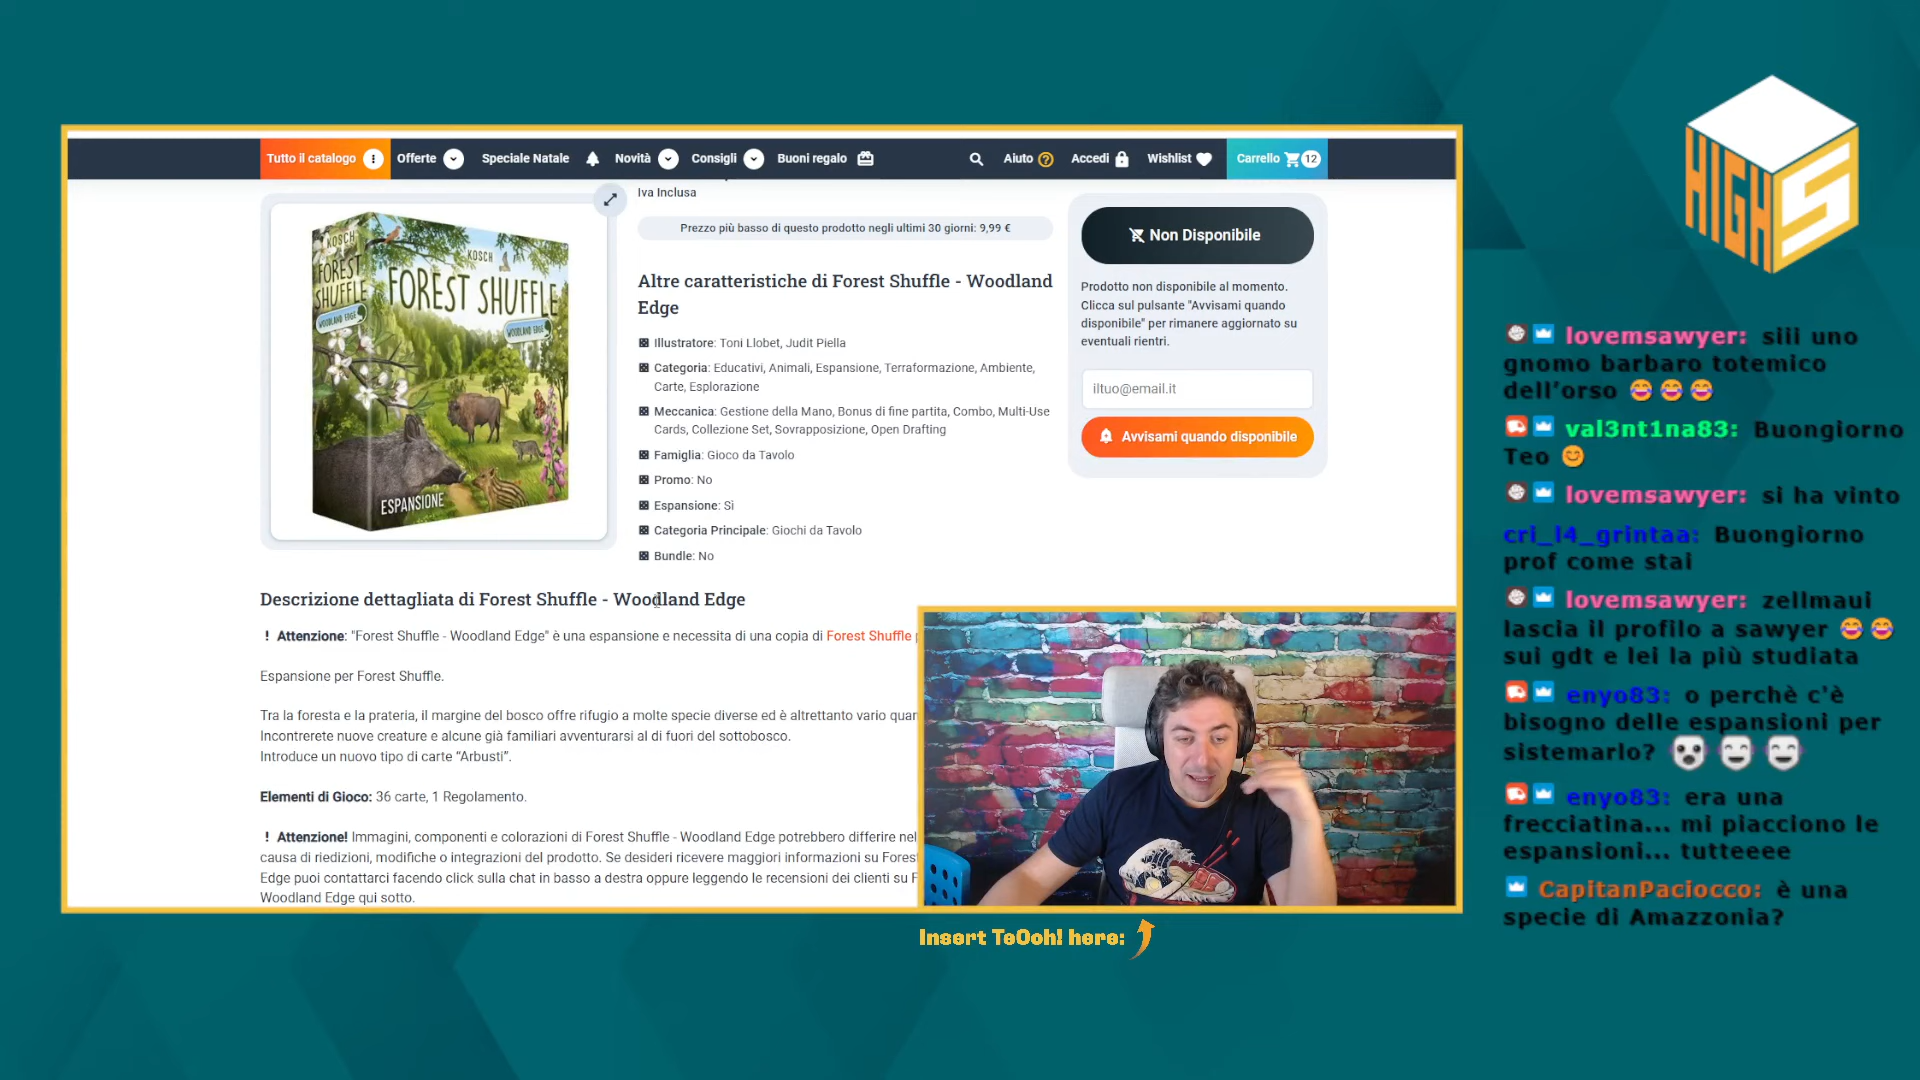 Tutto il catalogo
Offerte
Speciale Natale
Novità
Consigli
Buoni regalo
Aiuto
Accedi
Wishlist
Carrello 12
KOSCH
FOREST SHUFFLE
WOODLAND EDGE
KOSCH
FOREST SHUFFLE
WOODLAND EDGE
ESPANSIONE
Iva Inclusa
Prezzo più basso di questo prodotto negli ultimi 30 giorni: 9,99 €
Altre caratteristiche di Forest Shuffle - Woodland
Edge
Illustratore: Toni Llobet, Judit Piella
Categoria: Educativi, Animali, Espansione, Terraformazione, Ambiente,
Carte, Esplorazione
Meccanica: Gestione della Mano, Bonus di fine partita, Combo, Multi-Use
Cards, Collezione Set, Sovrapposizione, Open Drafting
Famiglia: Gioco da Tavolo
Promo: No
Espansione: Sì
Categoria Principale: Giochi da Tavolo
Bundle: No
Non Disponibile
Prodotto non disponibile al momento.
Clicca sul pulsante "Avvisami quando
disponibile" per rimanere aggiornato su
eventuali rientri.
iltuo@email.it
Avvisami quando disponibile
Descrizione dettagliata di Forest Shuffle - Woodland Edge
! Attenzione: "Forest Shuffle - Woodland Edge" è una espansione e necessita di una copia di Forest Shuffle
Espansione per Forest Shuffle.
Tra la foresta e la prateria, il margine del bosco offre rifugio a molte specie diverse ed è altrettanto vario
Incontrerete nuove creature e alcune già familiari avventurarsi al di fuori del sottobosco.
Introduce un nuovo tipo di carte “Arbusti”.
Elementi di Gioco: 36 carte, 1 Regolamento.
! Attenzione! Immagini, componenti e colorazioni di Forest Shuffle - Woodland Edge potrebbero differire
causa di riedizioni, modifiche o integrazioni del prodotto. Se desideri ricevere maggiori informazioni su
Edge puoi contattarci facendo click sulla chat in basso a destra oppure leggendo le recensioni dei clienti su
Woodland Edge qui sotto.
Insert TeOoh! here:
HIGH5
lovemsawyer: siii uno
gnomo barbaro totemico
dell'orso 😂😂😂
val3nt1na83: Buongiorno
Teo 😊
lovemsawyer: si ha vinto
cri_l4_grintaa: Buongiorno
prof come stai
lovemsawyer: zellmaui
lascia il profilo a sawyer 😂😂
sui gdt e lei la più studiata
enyo83: o perchè c'è
bisogno delle espansioni per
sistemarlo?
enyo83: era una
frecciatina... mi piacciono le
espansioni... tutteeee
CapitanPaciocco: è una
specie di Amazzonia?